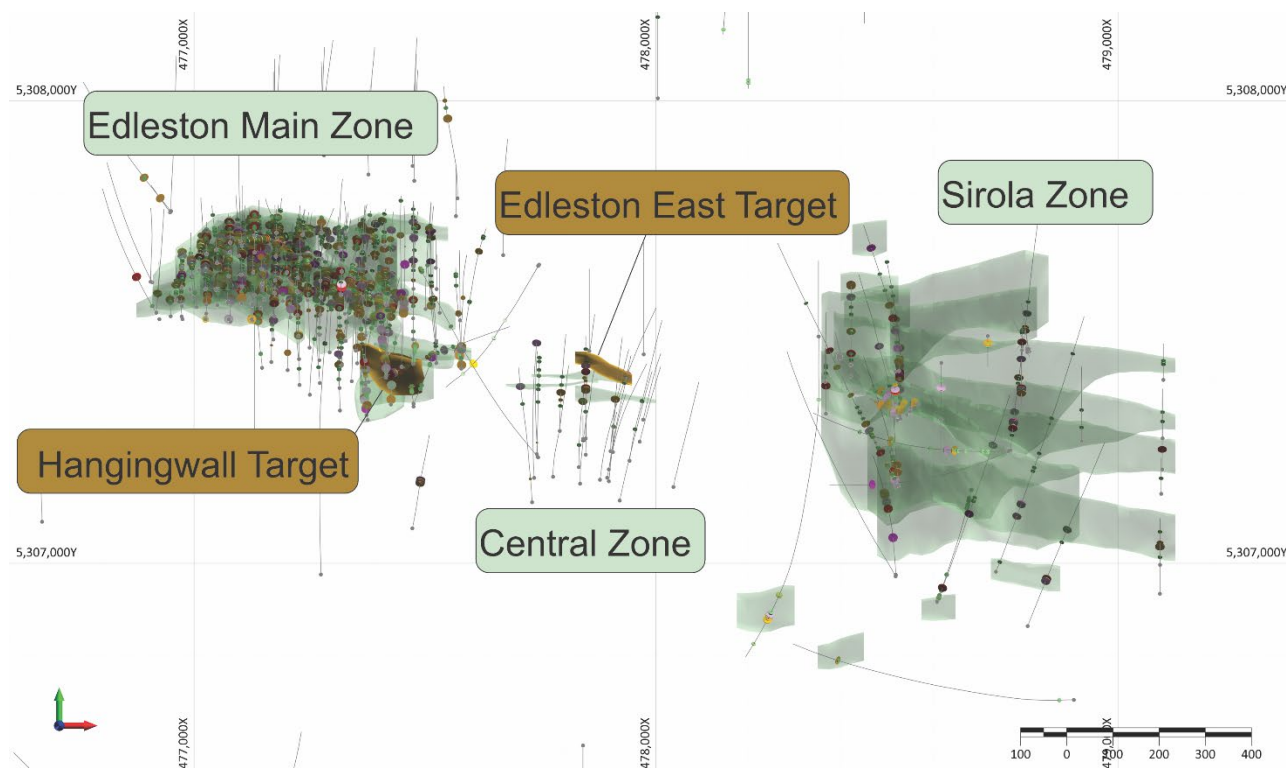 477,000X
478,000X
479,000X
5,308,000Y
5,308,000Y
Edleston Main Zone
Edleston East Target
Sirola Zone
Hangingwall Target
Central Zone
5,307,000Y
5,307,000Y
477,000X
478,000X
479,000X
100 0 100 200 300 400